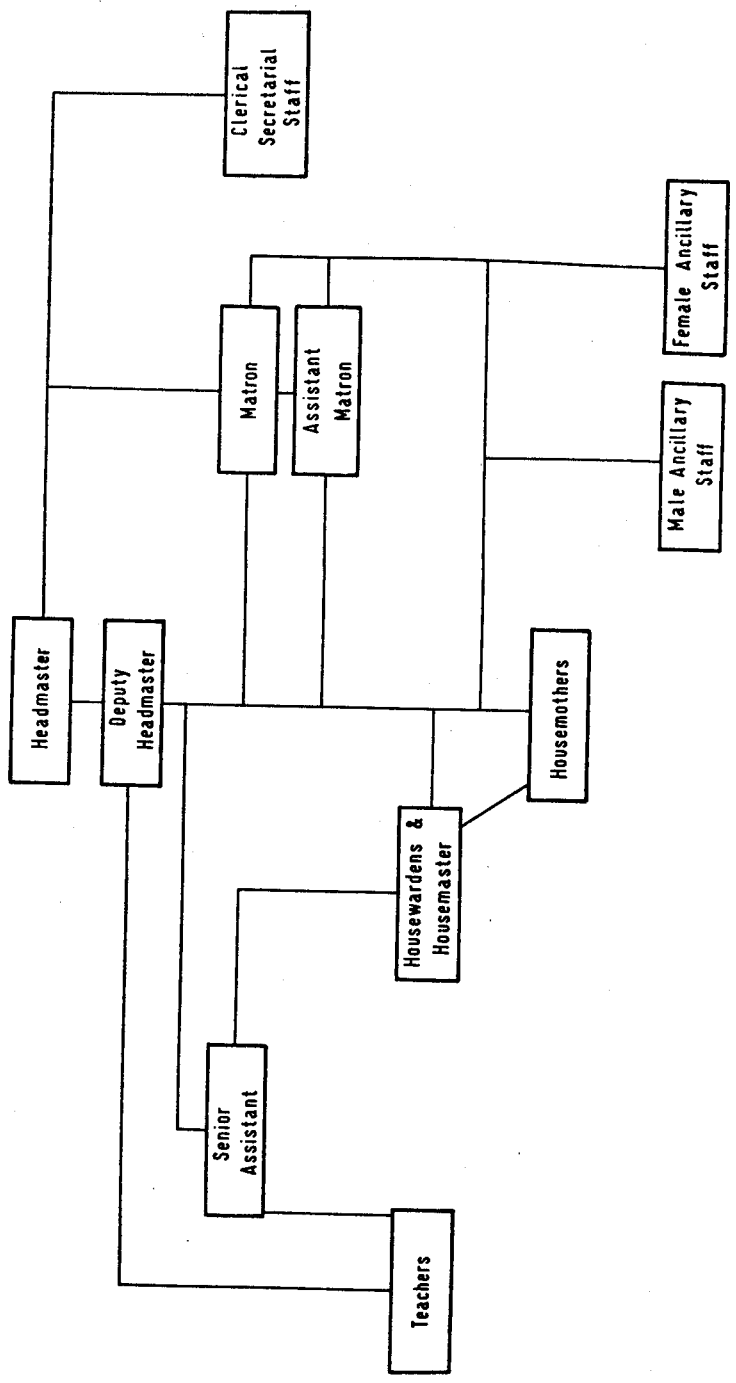 Headmaster
Deputy
Headmaster
Clerical
Secretarial
Staff
Matron
Assistant
Matron
Senior
Assistant
Teachers
Housewardens &
Housemaster
Housemothers
Male Ancillary
Staff
Female Ancillary
Staff